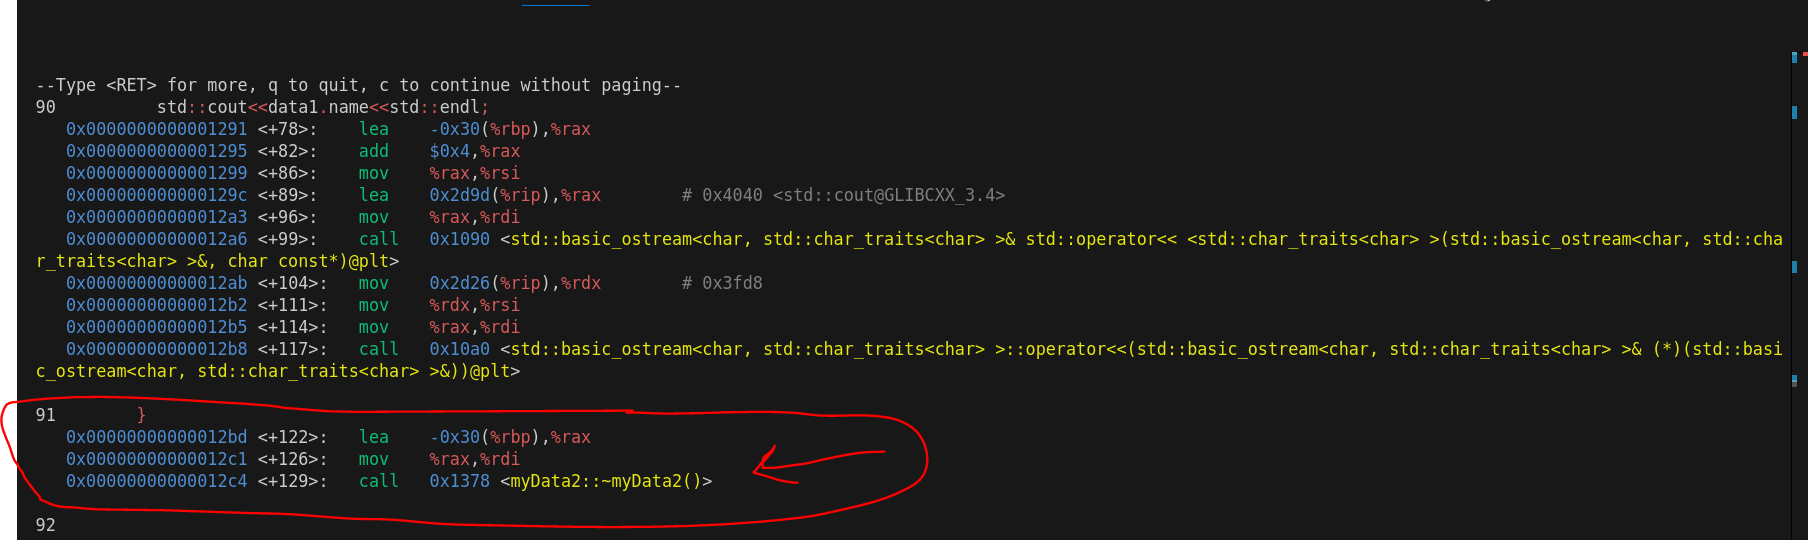 --Type <RET> for more, q to quit, c to continue without paging--
90          std::cout<<data1.name<<std::endl;
   0x0000000000001291 <+78>:    lea    -0x30(%rbp),%rax
   0x0000000000001295 <+82>:    add    $0x4,%rax
   0x0000000000001299 <+86>:    mov    %rax,%rsi
   0x000000000000129c <+89>:    lea    0x2d9d(%rip),%rax        # 0x4040 <std::cout@GLIBCXX_3.4>
   0x00000000000012a3 <+96>:    mov    %rax,%rdi
   0x00000000000012a6 <+99>:    call   0x1090 <std::basic_ostream<char, std::char_traits<char> >& std::operator<< <std::char_traits<char> >(std::basic_ostream<char, std::cha
r_traits<char> >&, char const*)@plt>
   0x00000000000012ab <+104>:   mov    0x2d26(%rip),%rdx        # 0x3fd8
   0x00000000000012b2 <+111>:   mov    %rdx,%rsi
   0x00000000000012b5 <+114>:   mov    %rax,%rdi
   0x00000000000012b8 <+117>:   call   0x10a0 <std::basic_ostream<char, std::char_traits<char> >::operator<<(std::basic_ostream<char, std::char_traits<char> >& (*)(std::basi
c_ostream<char, std::char_traits<char> >&))@plt>
91        }
   0x00000000000012bd <+122>:   lea    -0x30(%rbp),%rax
   0x00000000000012c1 <+126>:   mov    %rax,%rdi
   0x00000000000012c4 <+129>:   call   0x1378 <myData2::~myData2()>
92